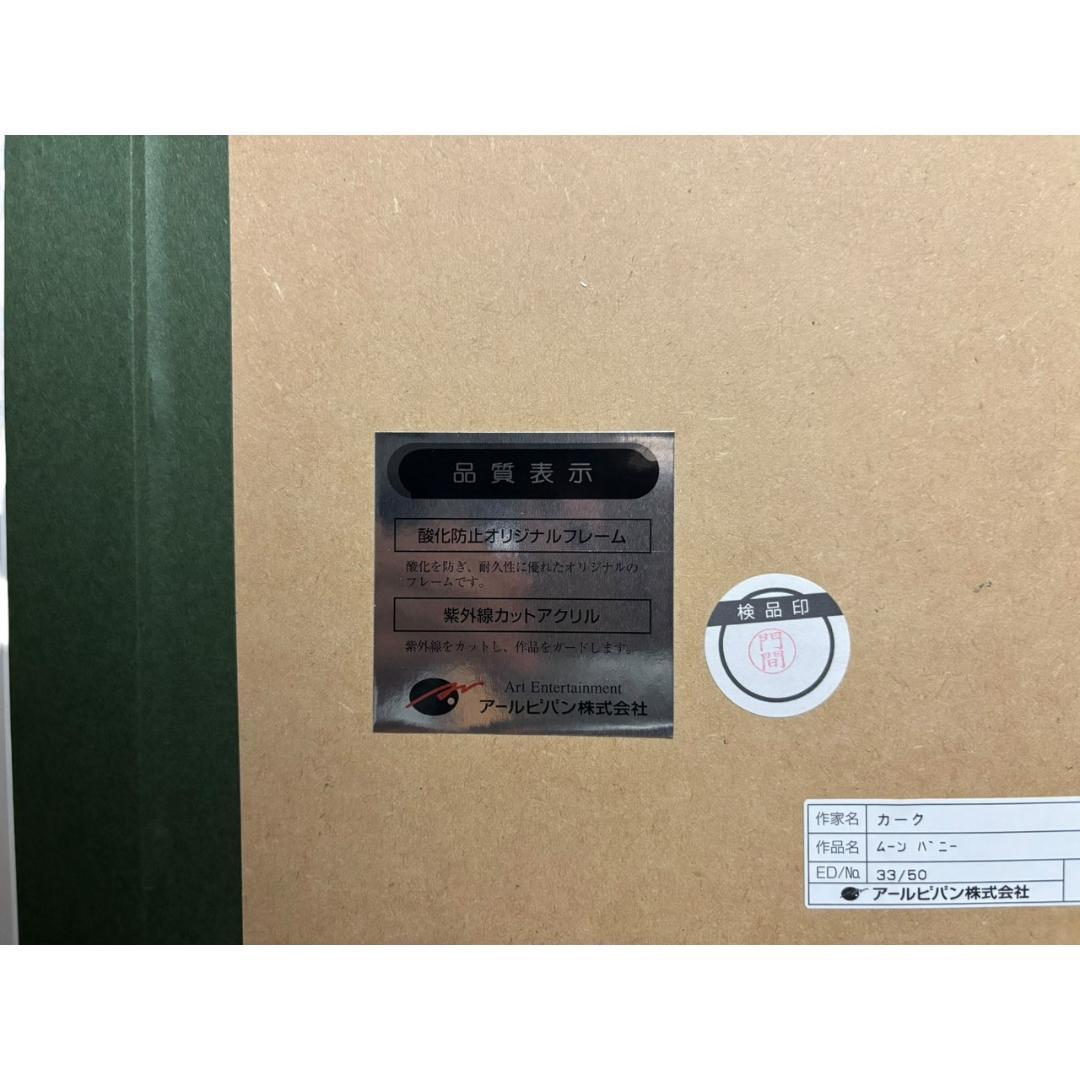 品質表示
酸化防止オリジナルフレーム
酸化を防ぎ、耐久性に優れたオリジナルの
フレームです。
紫外線カットアクリル
紫外線をカットし、作品をガードします。
Art Entertainment
アールビバン株式会社
検品印
門間
作家名 カーク
作品名 ムーン バニー
ED/No. 33/50
アールビバン株式会社